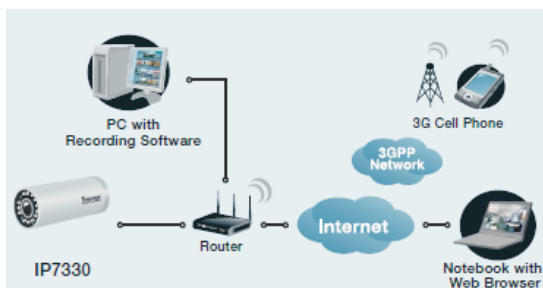 PC with
Recording Software
3G Cell Phone
3GPP
Network
Internet
Router
IP7330
Notebook with
Web Browser